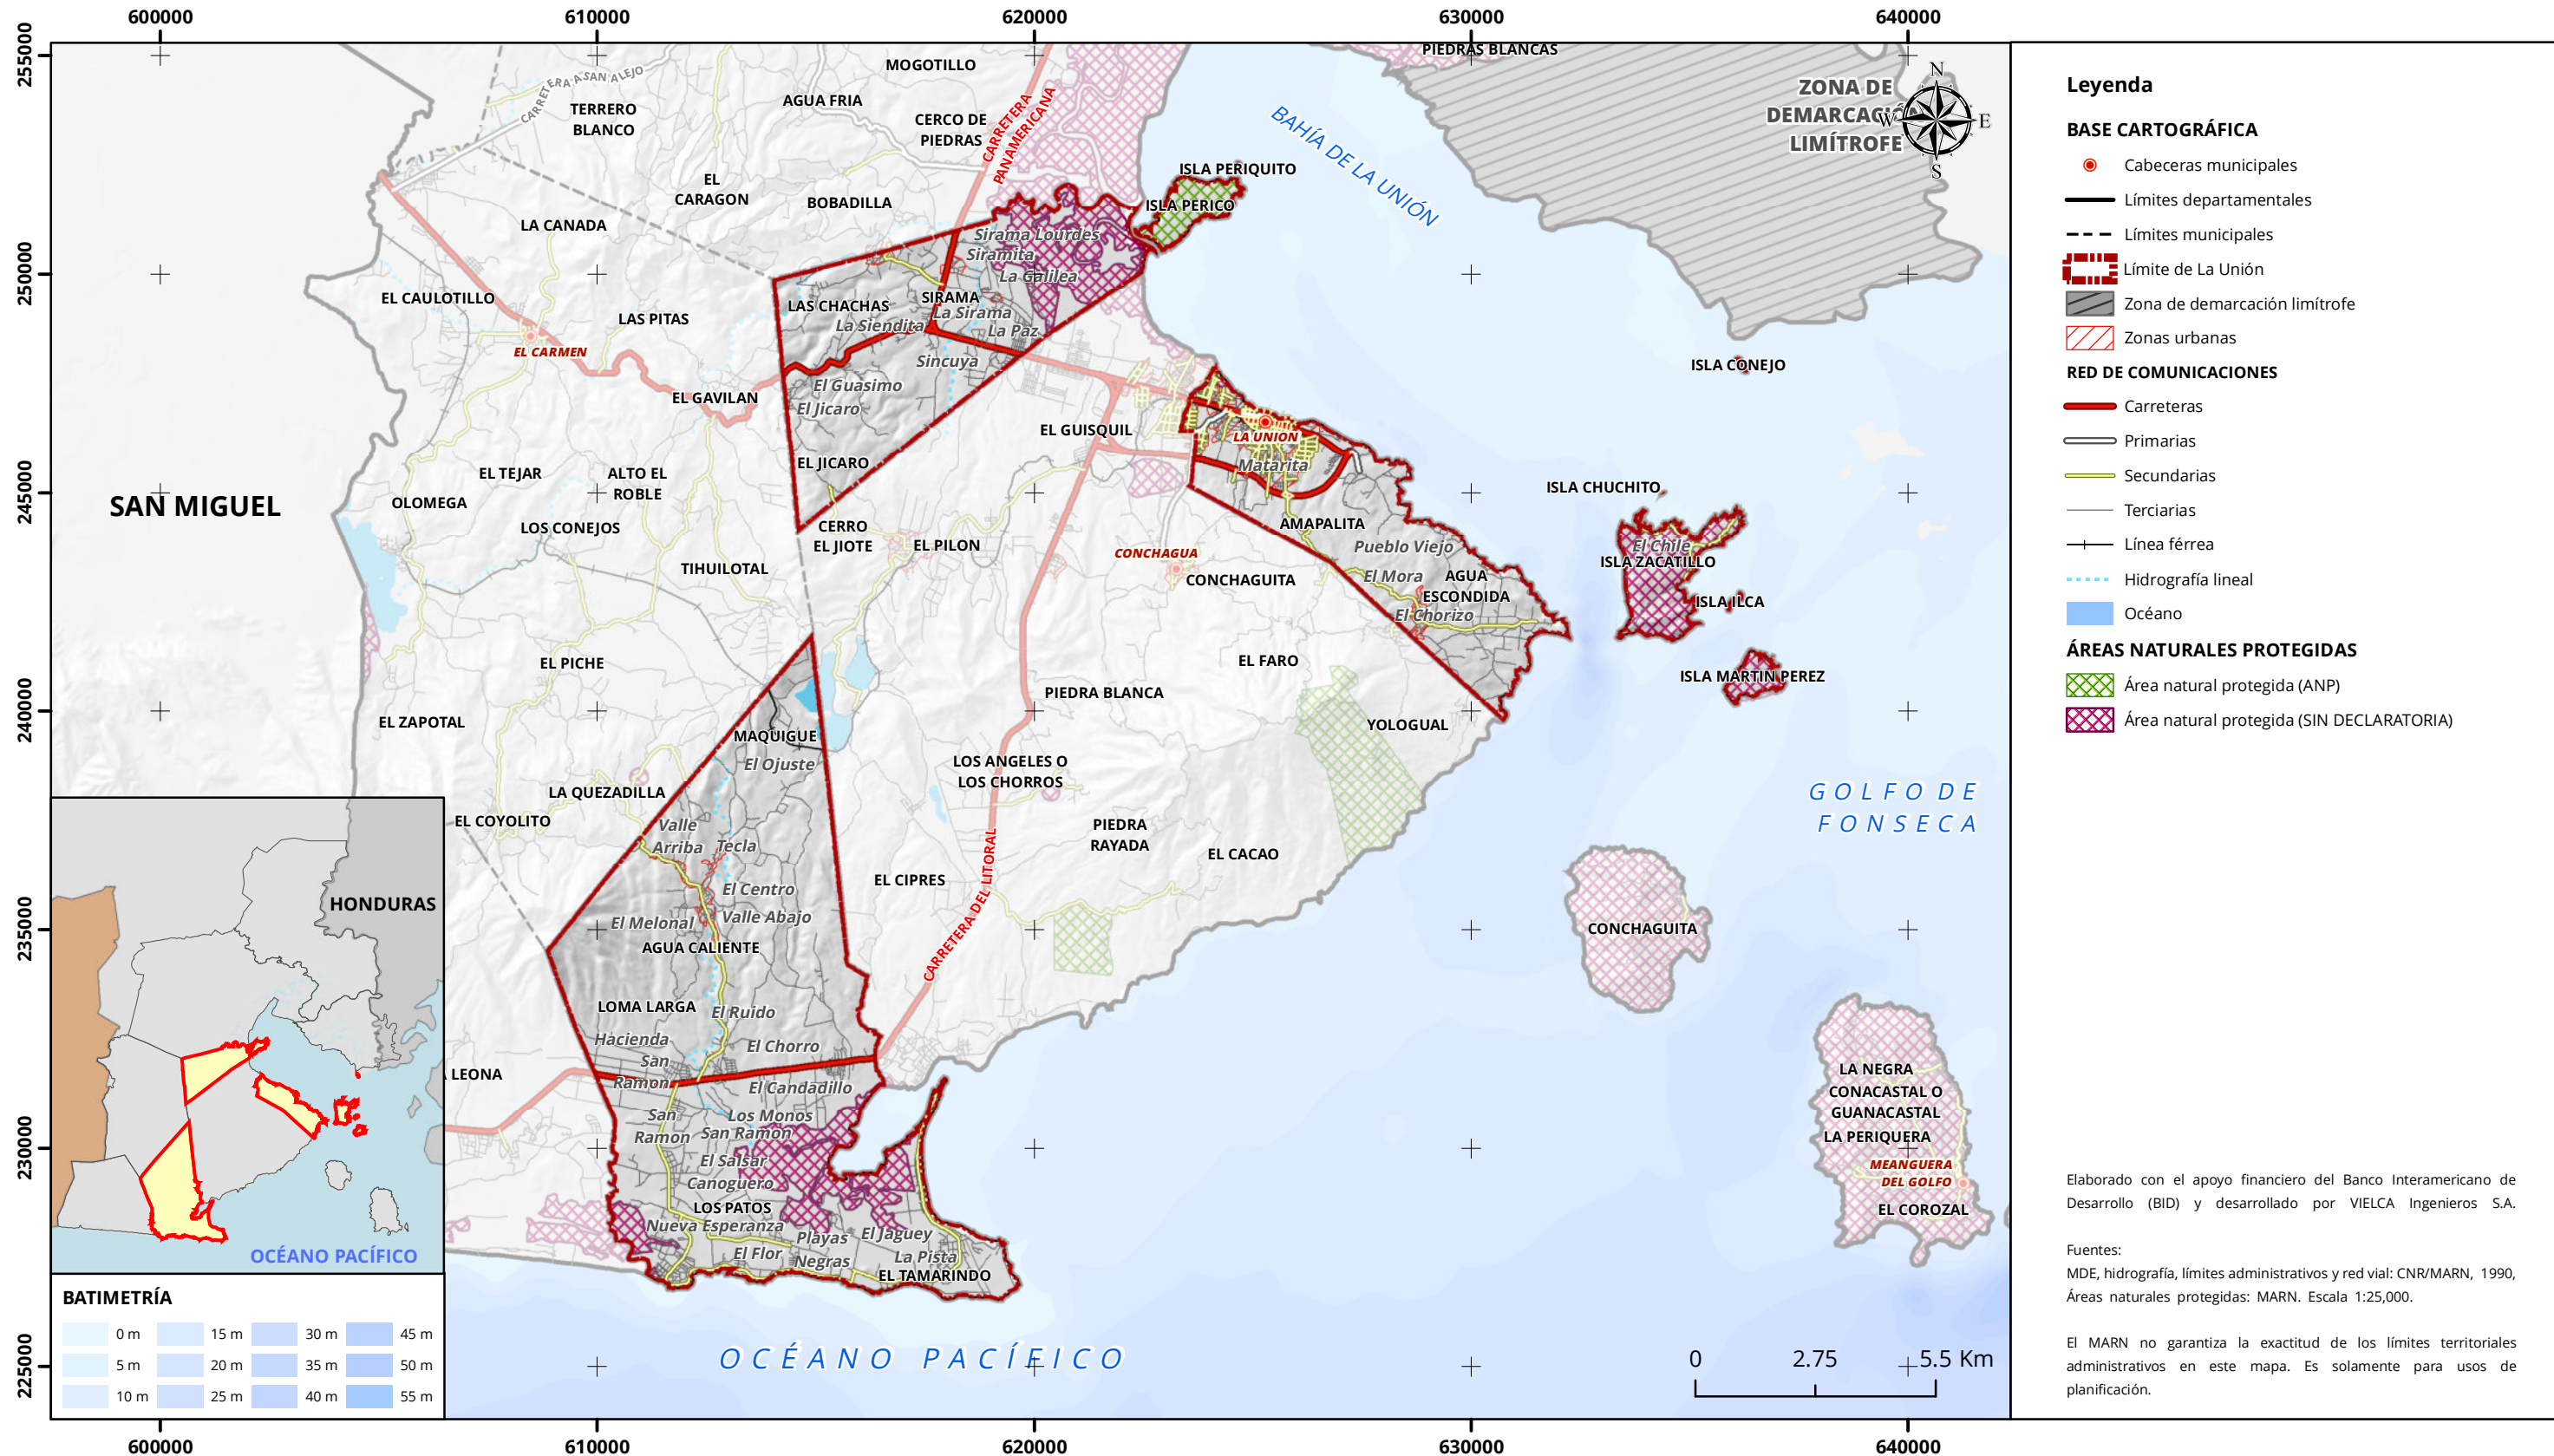 600000
610000
620000
630000
640000
255000
250000
245000
240000
235000
230000
225000
600000
610000
620000
630000
640000
PIEDRAS BLANCAS
MOGOTILLO
CARRETERA A SAN ALEJO
TERRERO
BLANCO
AGUA FRIA
CERCO DE
PIEDRAS
CARRETERA
PANAMERICANA
BAHÍA DE LA UNIÓN
ZONA DE
DEMARCACIÓN
LIMÍTROFE
N
W
E
S
ISLA PERIQUITO
ISLA PERICO
EL
CARAGON
BOBADILLA
LA CANADA
Sirama Lourdes
Siramita
La Galilea
EL CAULOTILLO
LAS PITAS
LAS CHACHAS
SIRAMA
La Sirama
La Siendita
La Paz
EL CARMEN
Sincuya
El Guasimo
El Jicaro
EL GAVILAN
ISLA CONEJO
EL GUISQUIL
LA UNION
Matarita
EL JICARO
EL TEJAR
ALTO EL
ROBLE
SAN MIGUEL
OLOMEGA
LOS CONEJOS
CERRO
EL JIOTE
EL PILON
CONCHAGUA
AMAPALITA
ISLA CHUCHITO
Pueblo Viejo
El Chile
ISLA ZACATILLO
TIHUILOTAL
CONCHAGUITA
El Mora
AGUA
ESCONDIDA
El Chorizo
ISLA ILCA
EL PICHE
EL FARO
ISLA MARTIN PEREZ
PIEDRA BLANCA
EL ZAPOTAL
YOLOGUAL
MAQUIGUE
El Ojuste
LOS ANGELES O
LOS CHORROS
LA QUEZADILLA
GOLFO DE
FONSECA
EL COYOLITO
Valle
Arriba
Tecla
PIEDRA
RAYADA
EL CACAO
CARRETERA DEL LITORAL
EL CIPRES
El Centro
El Melonal
Valle Abajo
AGUA CALIENTE
CONCHAGUITA
LOMA LARGA
El Ruido
Hacienda
San
Ramon
El Chorro
LEONA
El Candadillo
San
Ramon
Los Monos
San Ramon
El Salsar
Canoguero
LOS PATOS
Nueva Esperanza
Playas
Negras
El Jaguey
El Flor
La Pista
EL TAMARINDO
LA NEGRA
CONACASTAL O
GUANACASTAL
LA PERIQUERA
MEANGUERA
DEL GOLFO
EL COROZAL
OCÉANO PACÍFICO
0
2.75
5.5 Km
HONDURAS
OCÉANO PACÍFICO
BATIMETRÍA
0 m
15 m
30 m
45 m
5 m
20 m
35 m
50 m
10 m
25 m
40 m
55 m
Leyenda
BASE CARTOGRÁFICA
Cabeceras municipales
Límites departamentales
Límites municipales
Límite de La Unión
Zona de demarcación limítrofe
Zonas urbanas
RED DE COMUNICACIONES
Carreteras
Primarias
Secundarias
Terciarias
Línea férrea
Hidrografía lineal
Océano
ÁREAS NATURALES PROTEGIDAS
Área natural protegida (ANP)
Área natural protegida (SIN DECLARATORIA)
Elaborado con el apoyo financiero del Banco Interamericano de
Desarrollo (BID) y desarrollado por VIELCA Ingenieros S.A.
Fuentes:
MDE, hidrografía, límites administrativos y red vial: CNR/MARN, 1990,
Áreas naturales protegidas: MARN. Escala 1:25,000.
El MARN no garantiza la exactitud de los límites territoriales
administrativos en este mapa. Es solamente para usos de
planificación.